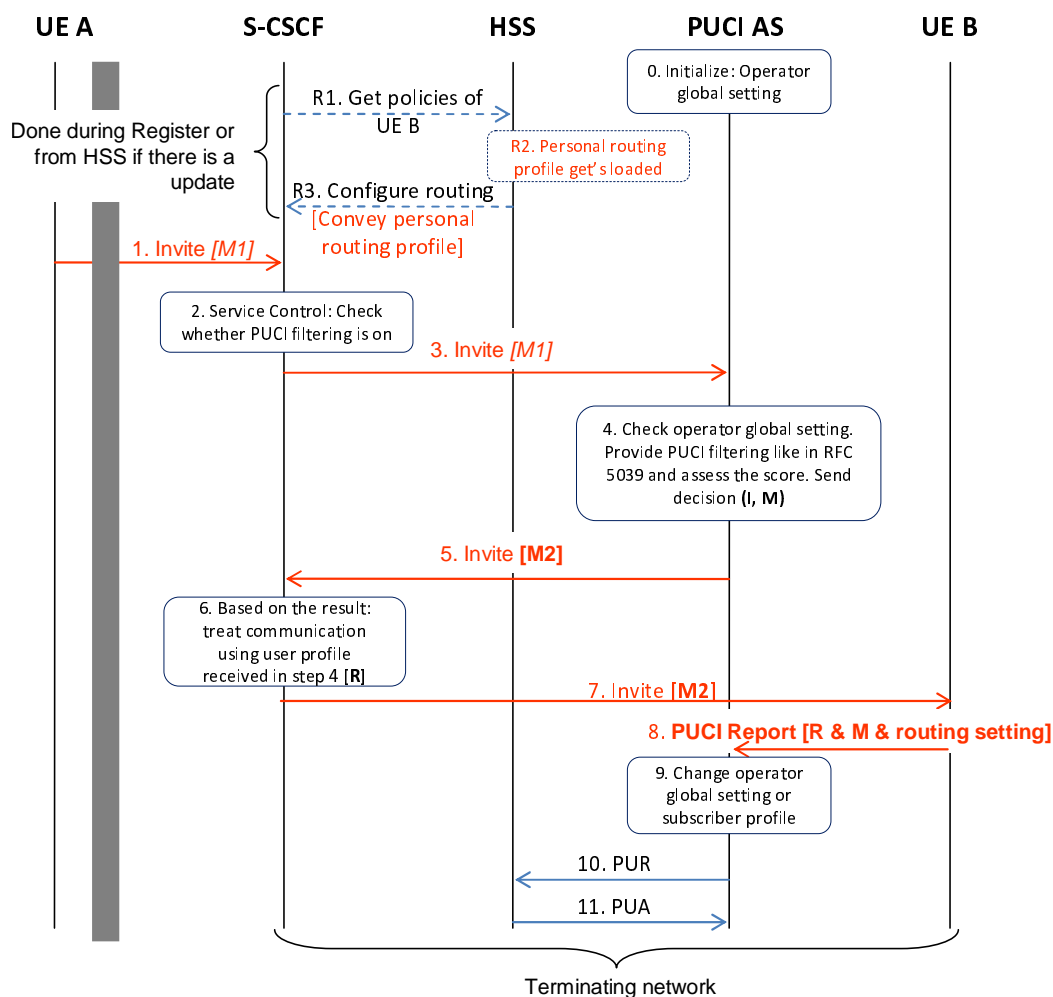 UE A
S-CSCF
HSS
PUCI AS
UE B
0. Initialize: Operator
global setting
R1. Get policies of
UE B
Done during Register or
from HSS if there is a
update
R2. Personal routing
profile get's loaded
R3. Configure routing
[Convey personal
routing profile]
1. Invite [M1]
2. Service Control: Check
whether PUCI filtering is on
3. Invite [M1]
4. Check operator global setting.
Provide PUCI filtering like in RFC
5039 and assess the score. Send
decision (I, M)
5. Invite [M2]
6. Based on the result:
treat communication
using user profile
received in step 4 [R]
7. Invite [M2]
8. PUCI Report [R & M & routing setting]
9. Change operator
global setting or
subscriber profile
10. PUR
11. PUA
Terminating network